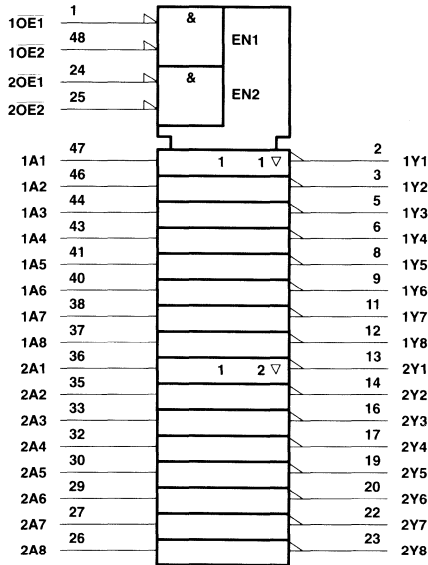 1 &
1OE1
48 EN1
1OE2
24 &
2OE1
25 EN2
2OE2
47 1 1 ▽ 2
1A1 1Y1
46 3
1A2 1Y2
44 5
1A3 1Y3
43 6
1A4 1Y4
41 8
1A5 1Y5
40 9
1A6 1Y6
38 11
1A7 1Y7
37 12
1A8 1Y8
36 1 2 ▽ 13
2A1 2Y1
35 14
2A2 2Y2
33 16
2A3 2Y3
32 17
2A4 2Y4
30 19
2A5 2Y5
29 20
2A6 2Y6
27 22
2A7 2Y7
26 23
2A8 2Y8